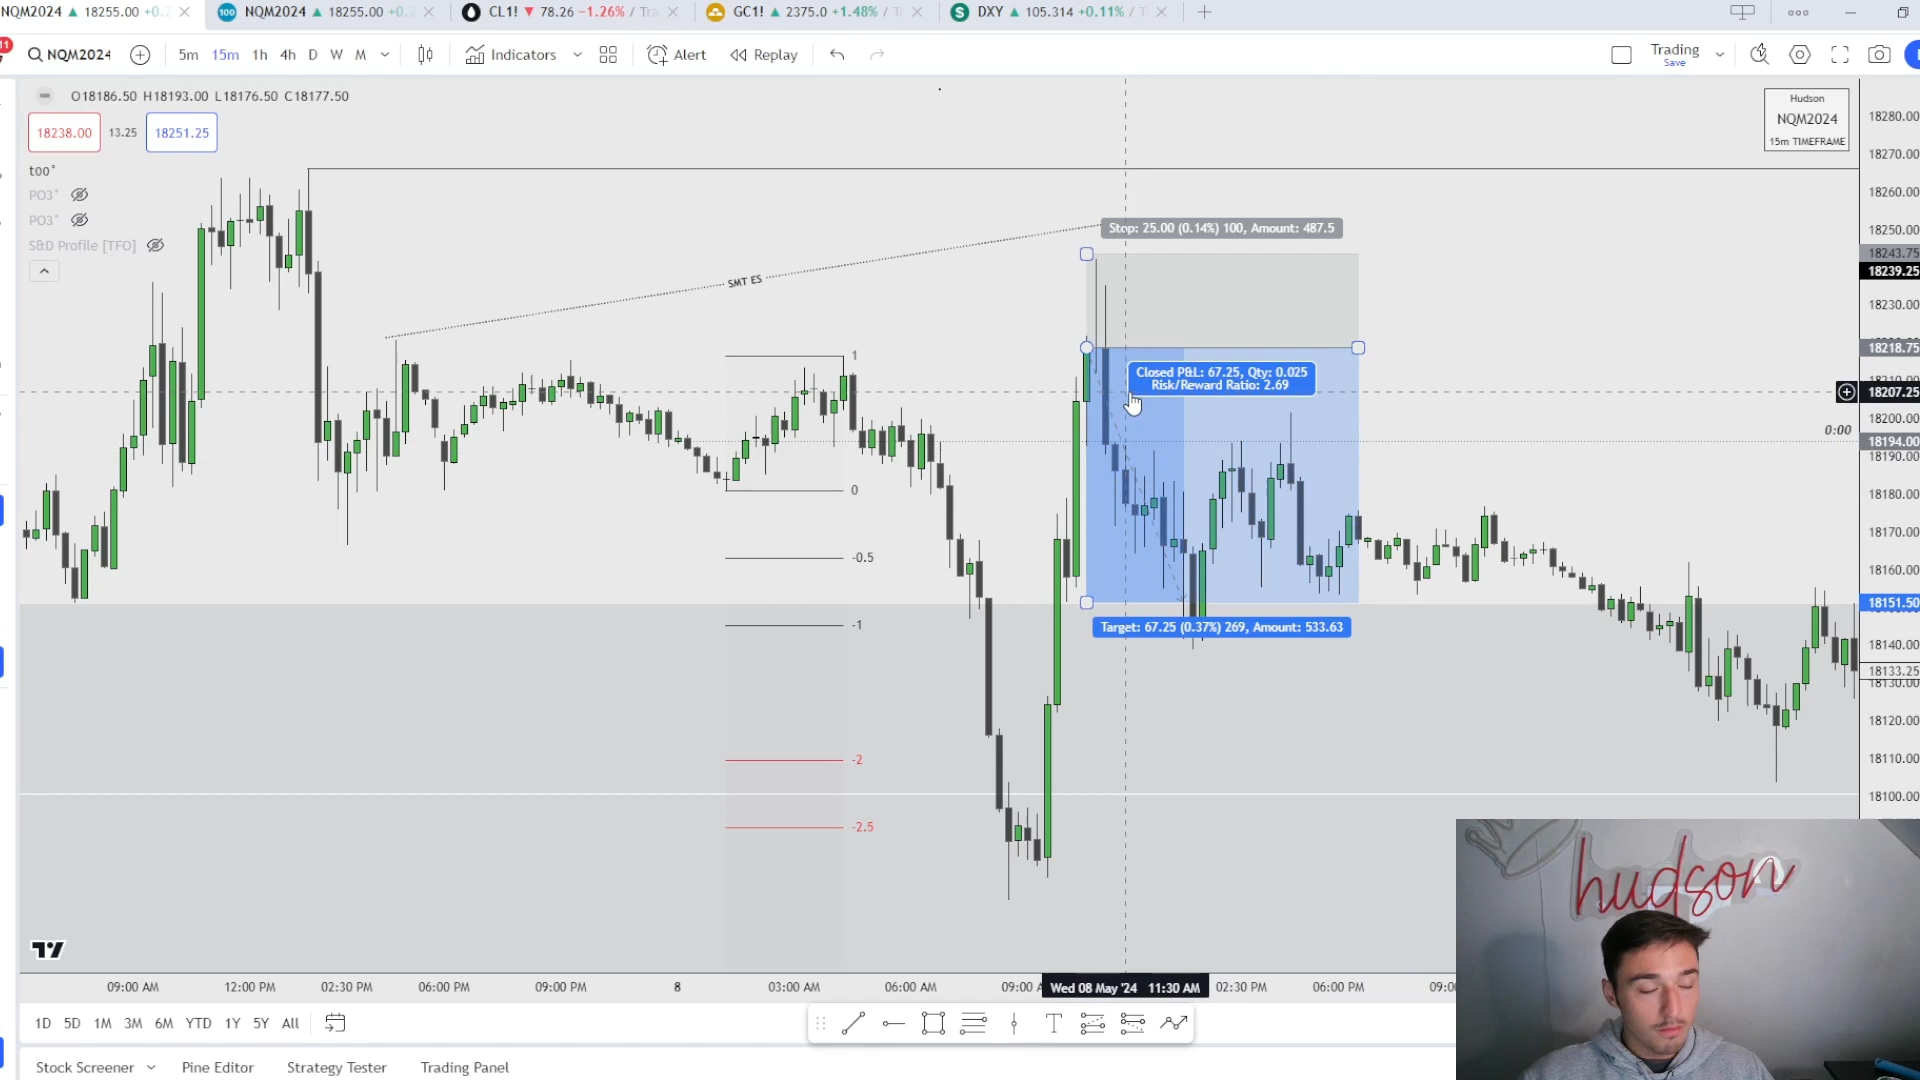 NQM2024 ▲ 18255.00 +0.
NQM2024 ▲ 18255.00 +0.
CL1! ▼ 78.26 −1.26% / Tra
GC1! ▲ 2375.0 +1.48% / T
DXY ▲ 105.314 +0.11% / T
11
NQM2024
5m 15m 1h 4h D W M
Indicators
Alert
Replay
Trading
Save
O18186.50 H18193.00 L18176.50 C18177.50
18238.00 13.25 18251.25
too°
PO3°
PO3°
S&D Profile [TFO]
Hudson
NQM2024
15m TIMEFRAME
SMT ES
Stop: 25.00 (0.14%) 100, Amount: 487.5
Closed P&L: 67.25, Qty: 0.025
Risk/Reward Ratio: 2.69
Target: 67.25 (0.37%) 269, Amount: 533.63
1
0
-0.5
-1
-2
-2.5
0:00
18280.00
18270.00
18260.00
18250.00
18243.75
18239.25
18230.00
18218.75
18207.25
18200.00
18194.00
18190.00
18180.00
18170.00
18160.00
18151.50
18140.00
18133.25
18130.00
18120.00
18110.00
18100.00
hudson
09:00 AM 12:00 PM 02:30 PM 06:00 PM 09:00 PM 8 03:00 AM 06:00 AM 09:00 A Wed 08 May '24 11:30 AM 02:30 PM 06:00 PM 09:0
1D 5D 1M 3M 6M YTD 1Y 5Y All
Stock Screener Pine Editor Strategy Tester Trading Panel